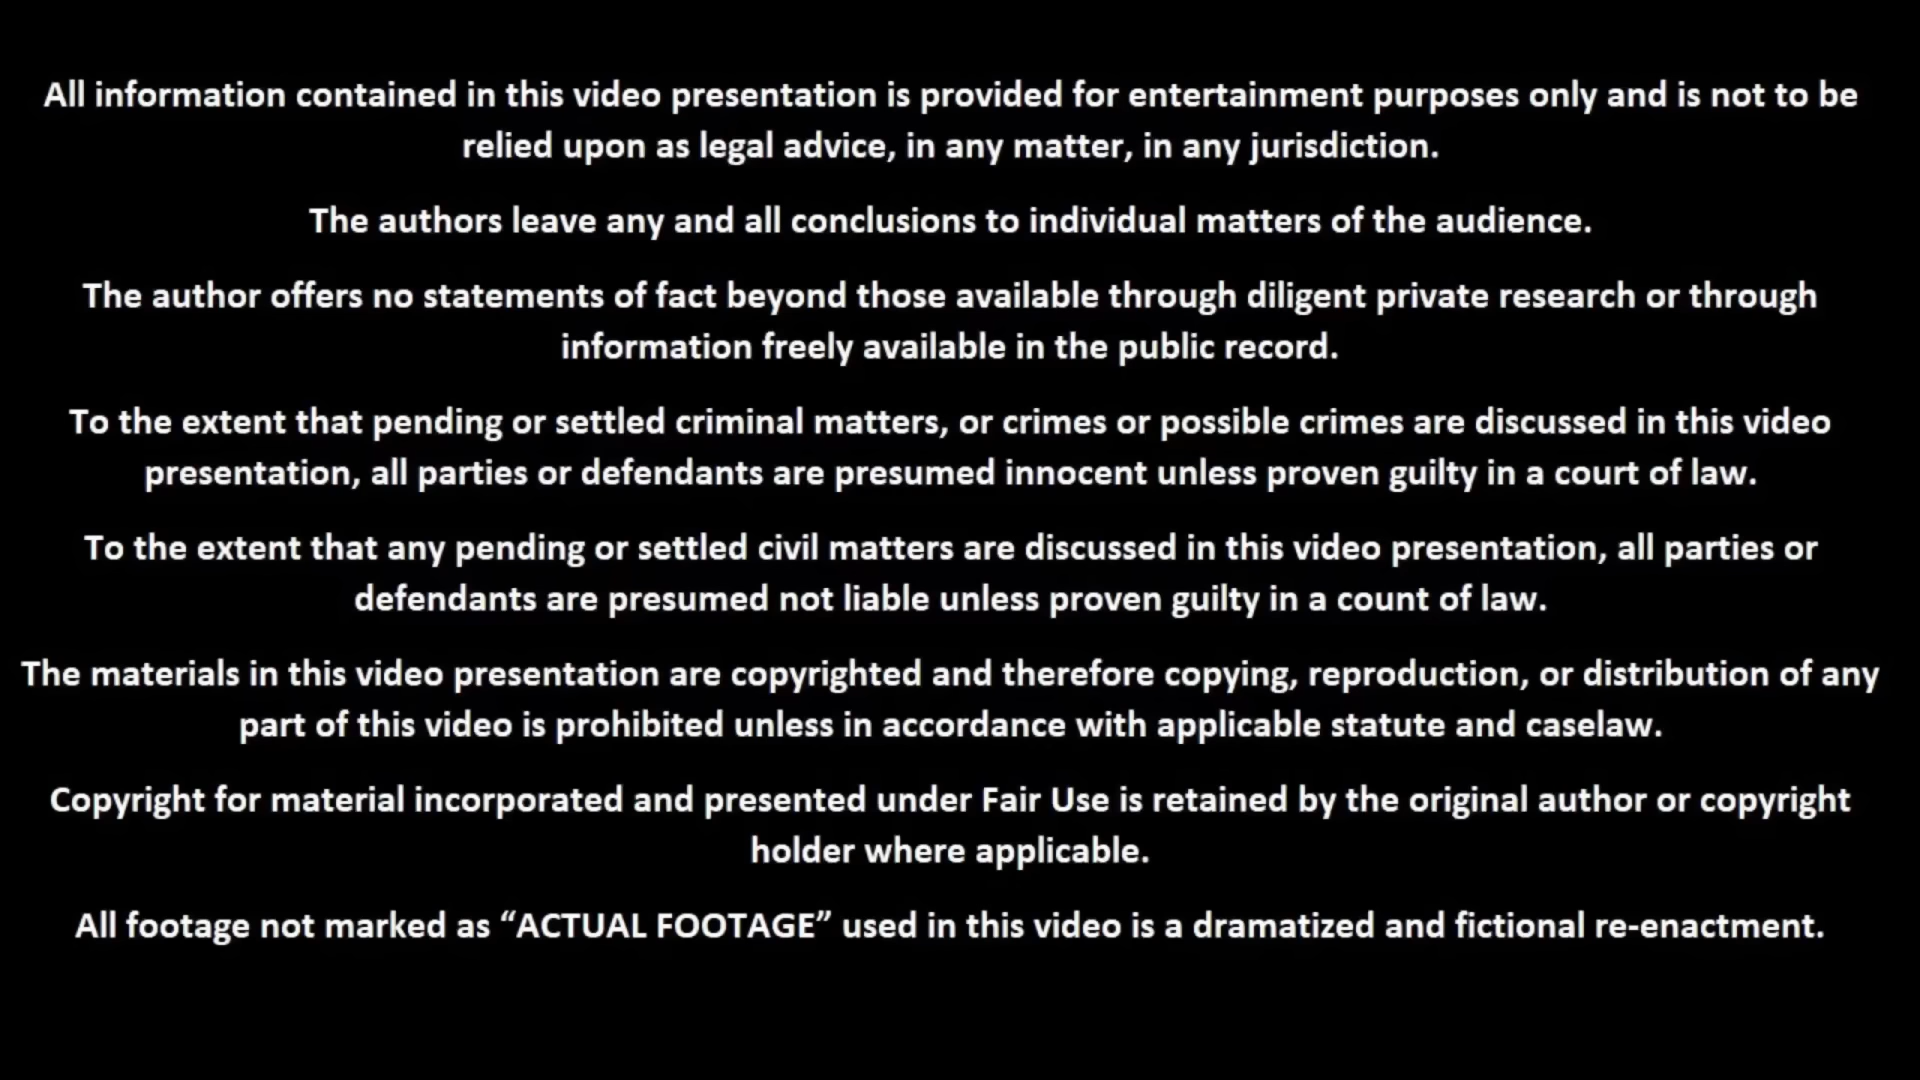 All information contained in this video presentation is provided for entertainment purposes only and is not to be
relied upon as legal advice, in any matter, in any jurisdiction.
The authors leave any and all conclusions to individual matters of the audience.
The author offers no statements of fact beyond those available through diligent private research or through
information freely available in the public record.
To the extent that pending or settled criminal matters, or crimes or possible crimes are discussed in this video
presentation, all parties or defendants are presumed innocent unless proven guilty in a court of law.
To the extent that any pending or settled civil matters are discussed in this video presentation, all parties or
defendants are presumed not liable unless proven guilty in a count of law.
The materials in this video presentation are copyrighted and therefore copying, reproduction, or distribution of any
part of this video is prohibited unless in accordance with applicable statute and caselaw.
Copyright for material incorporated and presented under Fair Use is retained by the original author or copyright
holder where applicable.
All footage not marked as “ACTUAL FOOTAGE” used in this video is a dramatized and fictional re-enactment.